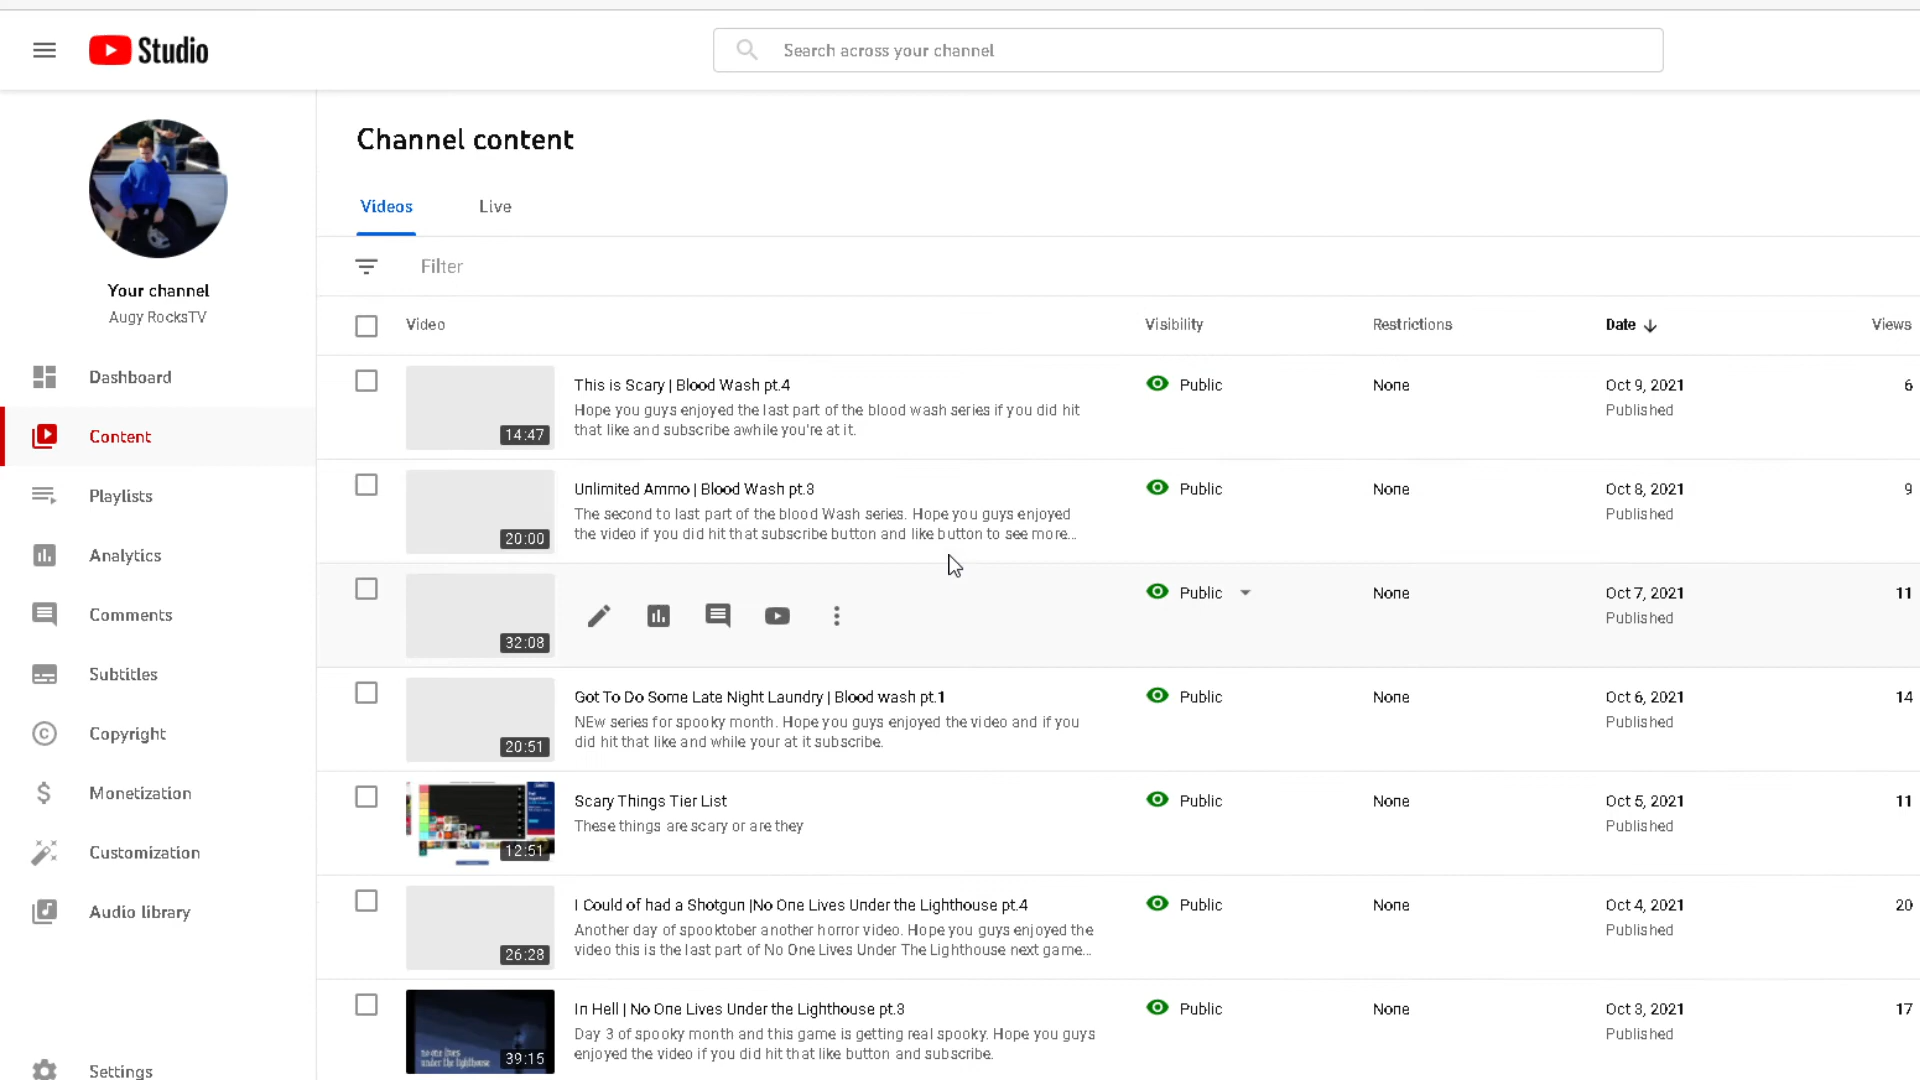 Studio
Search across your channel
Your channel
Augy RocksTV
Dashboard
Content
Playlists
Analytics
Comments
Subtitles
Copyright
Monetization
Customization
Audio library
Settings
Channel content
Videos Live
Filter
Video Visibility Restrictions Date Views
14:47
This is Scary | Blood Wash pt.4
Hope you guys enjoyed the last part of the blood wash series if you did hit
that like and subscribe awhile you're at it.
Public None Oct 9, 2021 6
Published
20:00
Unlimited Ammo | Blood Wash pt.3
The second to last part of the blood Wash series. Hope you guys enjoyed
the video if you did hit that subscribe button and like button to see more...
Public None Oct 8, 2021 9
Published
32:08
Public None Oct 7, 2021 11
Published
20:51
Got To Do Some Late Night Laundry | Blood wash pt.1
NEw series for spooky month. Hope you guys enjoyed the video and if you
did hit that like and while your at it subscribe.
Public None Oct 6, 2021 14
Published
12:51
Scary Things Tier List
These things are scary or are they
Public None Oct 5, 2021 11
Published
26:28
I Could of had a Shotgun |No One Lives Under the Lighthouse pt.4
Another day of spooktober another horror video. Hope you guys enjoyed the
video this is the last part of No One Lives Under The Lighthouse next game...
Public None Oct 4, 2021 20
Published
no one lives
under the lighthouse
39:15
In Hell | No One Lives Under the Lighthouse pt.3
Day 3 of spooky month and this game is getting real spooky. Hope you guys
enjoyed the video if you did hit that like button and subscribe.
Public None Oct 3, 2021 17
Published